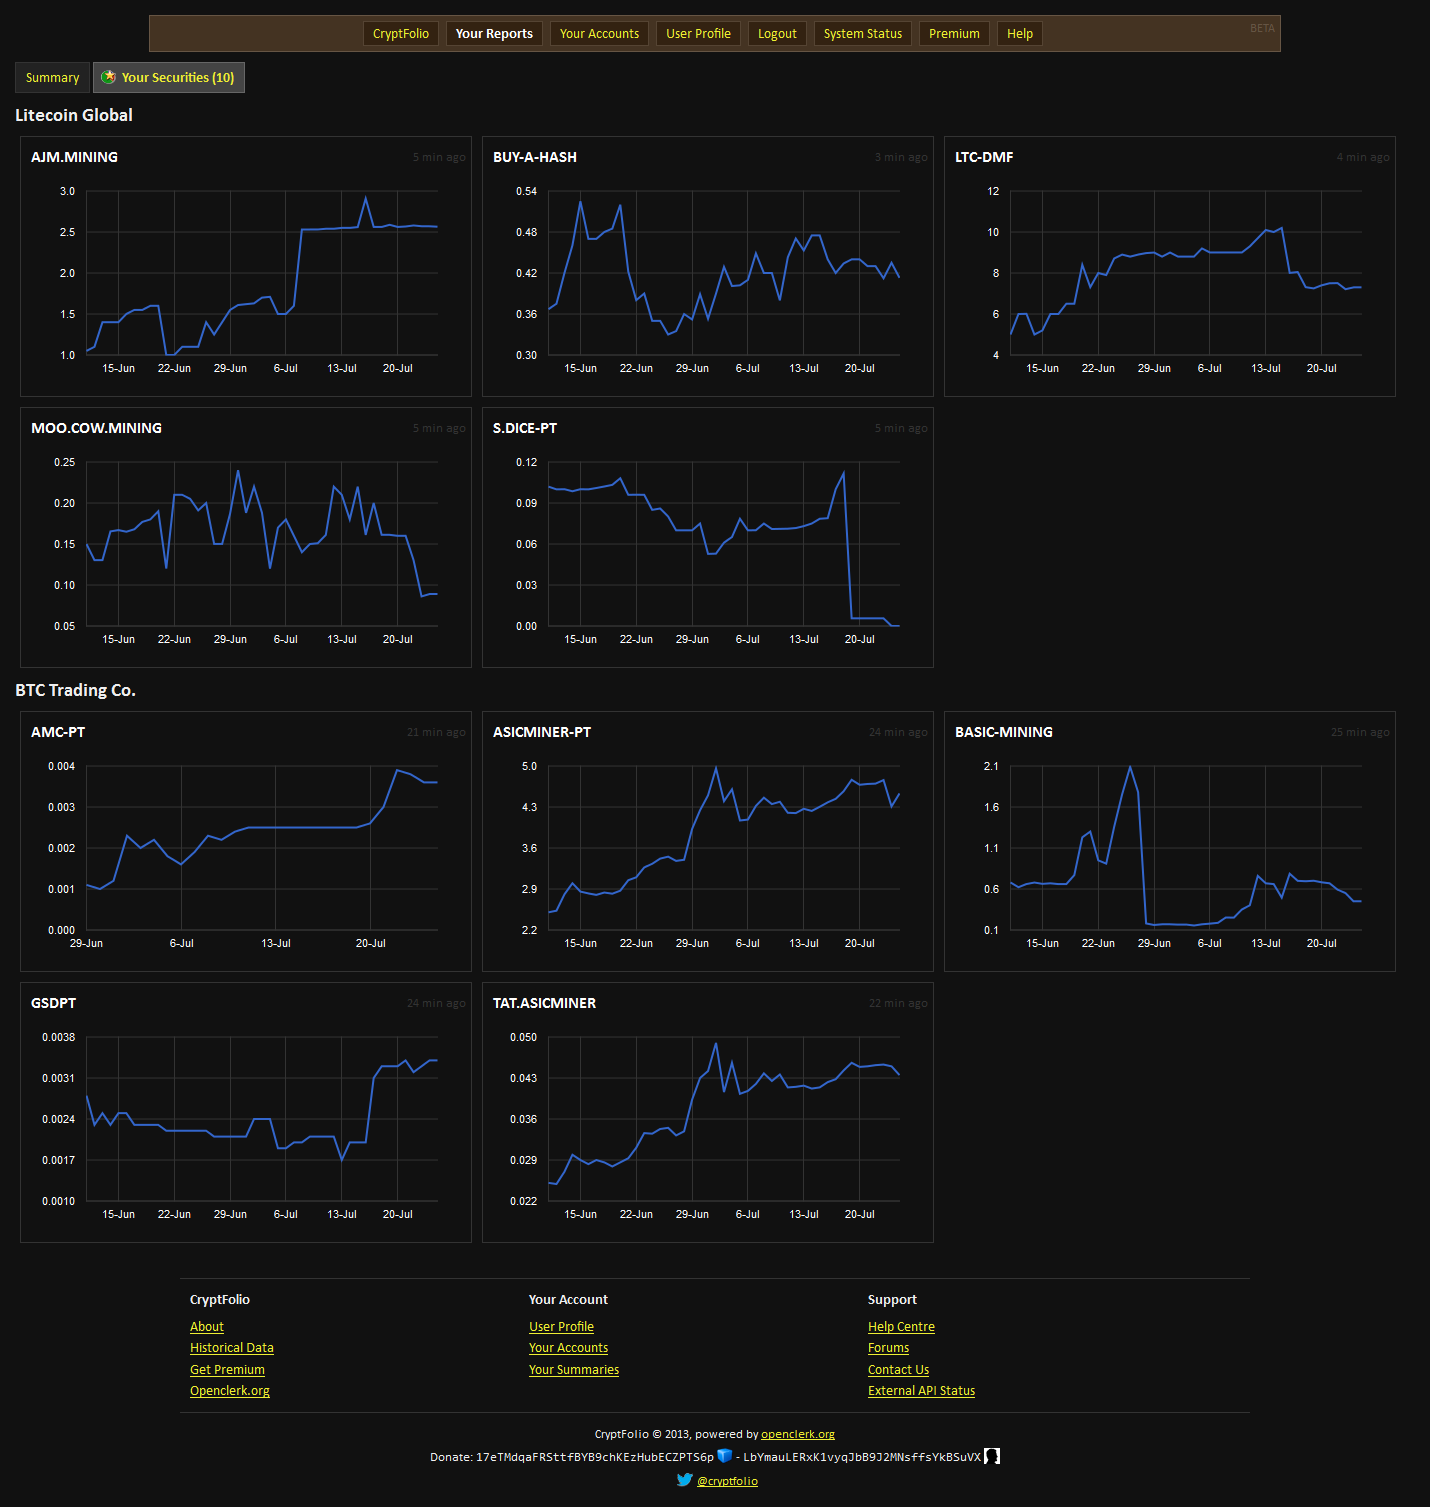 CryptFolio Your Reports Your Accounts User Profile Logout System Status Premium Help BETA
Summary Your Securities (10)
Litecoin Global
AJM.MINING 5 min ago
3.0
2.5
2.0
1.5
1.0
15-Jun 22-Jun 29-Jun 6-Jul 13-Jul 20-Jul
BUY-A-HASH 3 min ago
0.54
0.48
0.42
0.36
0.30
15-Jun 22-Jun 29-Jun 6-Jul 13-Jul 20-Jul
LTC-DMF 4 min ago
12
10
8
6
4
15-Jun 22-Jun 29-Jun 6-Jul 13-Jul 20-Jul
MOO.COW.MINING 5 min ago
0.25
0.20
0.15
0.10
0.05
15-Jun 22-Jun 29-Jun 6-Jul 13-Jul 20-Jul
S.DICE-PT 5 min ago
0.12
0.09
0.06
0.03
0.00
15-Jun 22-Jun 29-Jun 6-Jul 13-Jul 20-Jul
BTC Trading Co.
AMC-PT 21 min ago
0.004
0.003
0.002
0.001
0.000
29-Jun 6-Jul 13-Jul 20-Jul
ASICMINER-PT 24 min ago
5.0
4.3
3.6
2.9
2.2
15-Jun 22-Jun 29-Jun 6-Jul 13-Jul 20-Jul
BASIC-MINING 25 min ago
2.1
1.6
1.1
0.6
0.1
15-Jun 22-Jun 29-Jun 6-Jul 13-Jul 20-Jul
GSDPT 24 min ago
0.0038
0.0031
0.0024
0.0017
0.0010
15-Jun 22-Jun 29-Jun 6-Jul 13-Jul 20-Jul
TAT.ASICMINER 22 min ago
0.050
0.043
0.036
0.029
0.022
15-Jun 22-Jun 29-Jun 6-Jul 13-Jul 20-Jul
CryptFolio
About
Historical Data
Get Premium
Openclerk.org
Your Account
User Profile
Your Accounts
Your Summaries
Support
Help Centre
Forums
Contact Us
External API Status
CryptFolio © 2013, powered by openclerk.org
Donate: 17eTMdqaFRSttfBYB9chKEzHubECZPTS6p - LbYmauLERxK1vyqJbB9J2MNsffsYkBSuVX
@cryptfolio